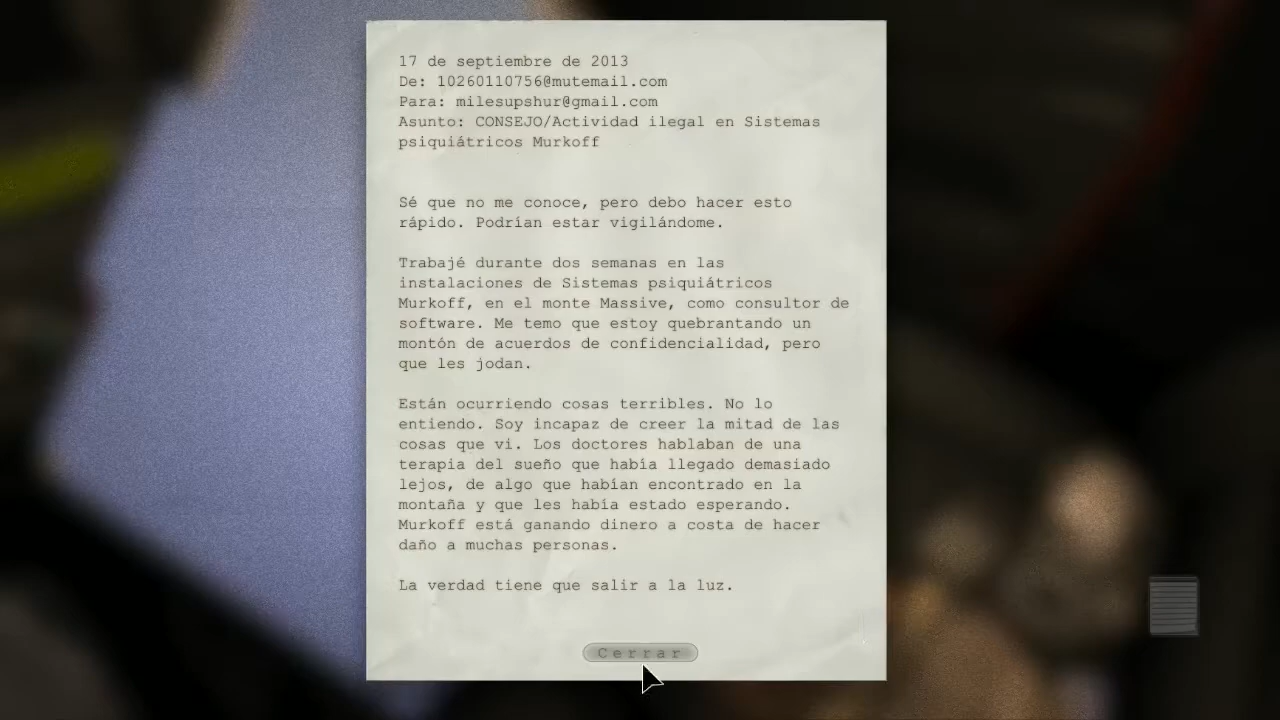 17 de septiembre de 2013
De: 10260110756@mutemail.com
Para: milesupshur@gmail.com
Asunto: CONSEJO/Actividad ilegal en Sistemas
psiquiátricos Murkoff
Sé que no me conoce, pero debo hacer esto
rápido. Podrían estar vigilándome.
Trabajé durante dos semanas en las
instalaciones de Sistemas psiquiátricos
Murkoff, en el monte Massive, como consultor de
software. Me temo que estoy quebrantando un
montón de acuerdos de confidencialidad, pero
que les jodan.
Están ocurriendo cosas terribles. No lo
entiendo. Soy incapaz de creer la mitad de las
cosas que vi. Los doctores hablaban de una
terapia del sueño que había llegado demasiado
lejos, de algo que habían encontrado en la
montaña y que les había estado esperando.
Murkoff está ganando dinero a costa de hacer
daño a muchas personas.
La verdad tiene que salir a la luz.
Cerrar